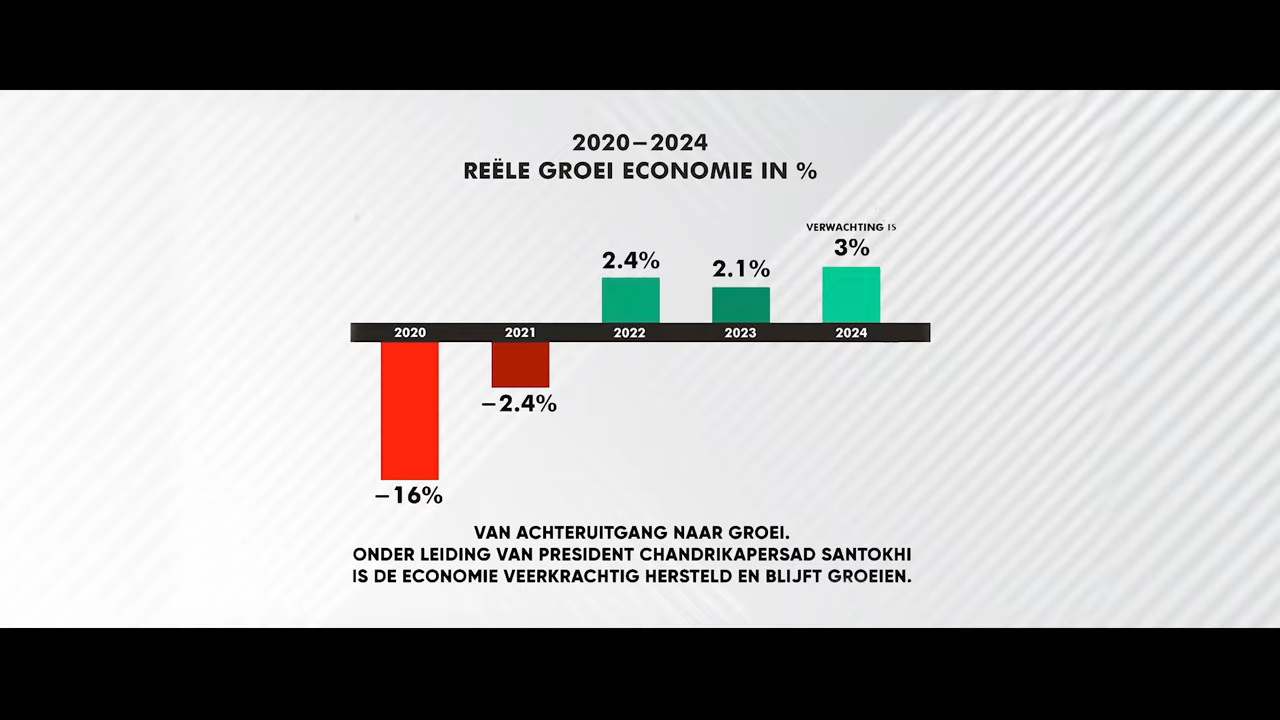 2020–2024
REËLE GROEI ECONOMIE IN %
VERWACHTING IS
3%
2.4%
2.1%
2020 2021 2022 2023 2024
–2.4%
–16%
VAN ACHTERUITGANG NAAR GROEI.
ONDER LEIDING VAN PRESIDENT CHANDRIKAPERSAD SANTOKHI
IS DE ECONOMIE VEERKRACHTIG HERSTELD EN BLIJFT GROEIEN.